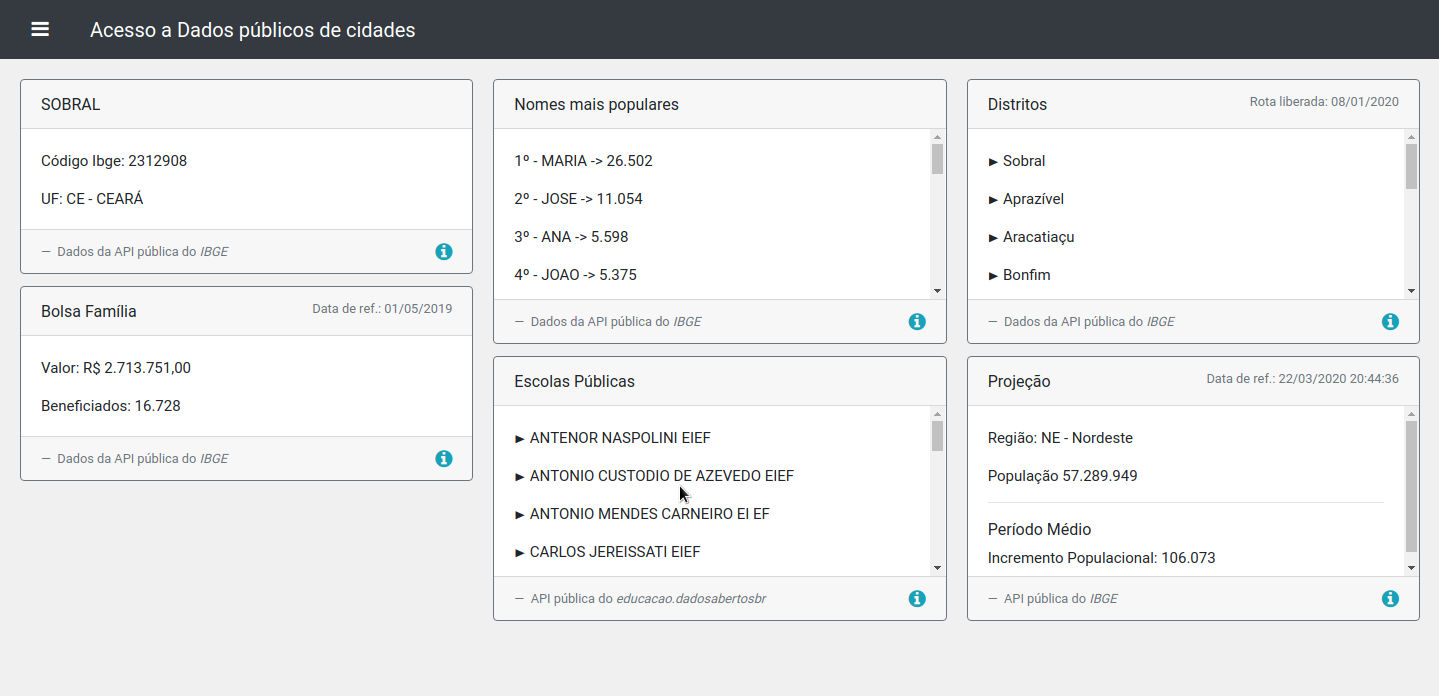 Acesso a Dados públicos de cidades
SOBRAL
Código Ibge: 2312908
UF: CE - CEARÁ
— Dados da API pública do IBGE
Bolsa Família
Data de ref.: 01/05/2019
Valor: R$ 2.713.751,00
Beneficiados: 16.728
— Dados da API pública do IBGE
Nomes mais populares
1º - MARIA -> 26.502
2º - JOSE -> 11.054
3º - ANA -> 5.598
4º - JOAO -> 5.375
— Dados da API pública do IBGE
Escolas Públicas
► ANTENOR NASPOLINI EIEF
► ANTONIO CUSTODIO DE AZEVEDO EIEF
► ANTONIO MENDES CARNEIRO EI EF
► CARLOS JEREISSATI EIEF
— API pública do educacao.dadosabertosbr
Distritos
Rota liberada: 08/01/2020
► Sobral
► Aprazível
► Aracatiaçu
► Bonfim
— Dados da API pública do IBGE
Projeção
Data de ref.: 22/03/2020 20:44:36
Região: NE - Nordeste
População 57.289.949
Período Médio
Incremento Populacional: 106.073
— API pública do IBGE